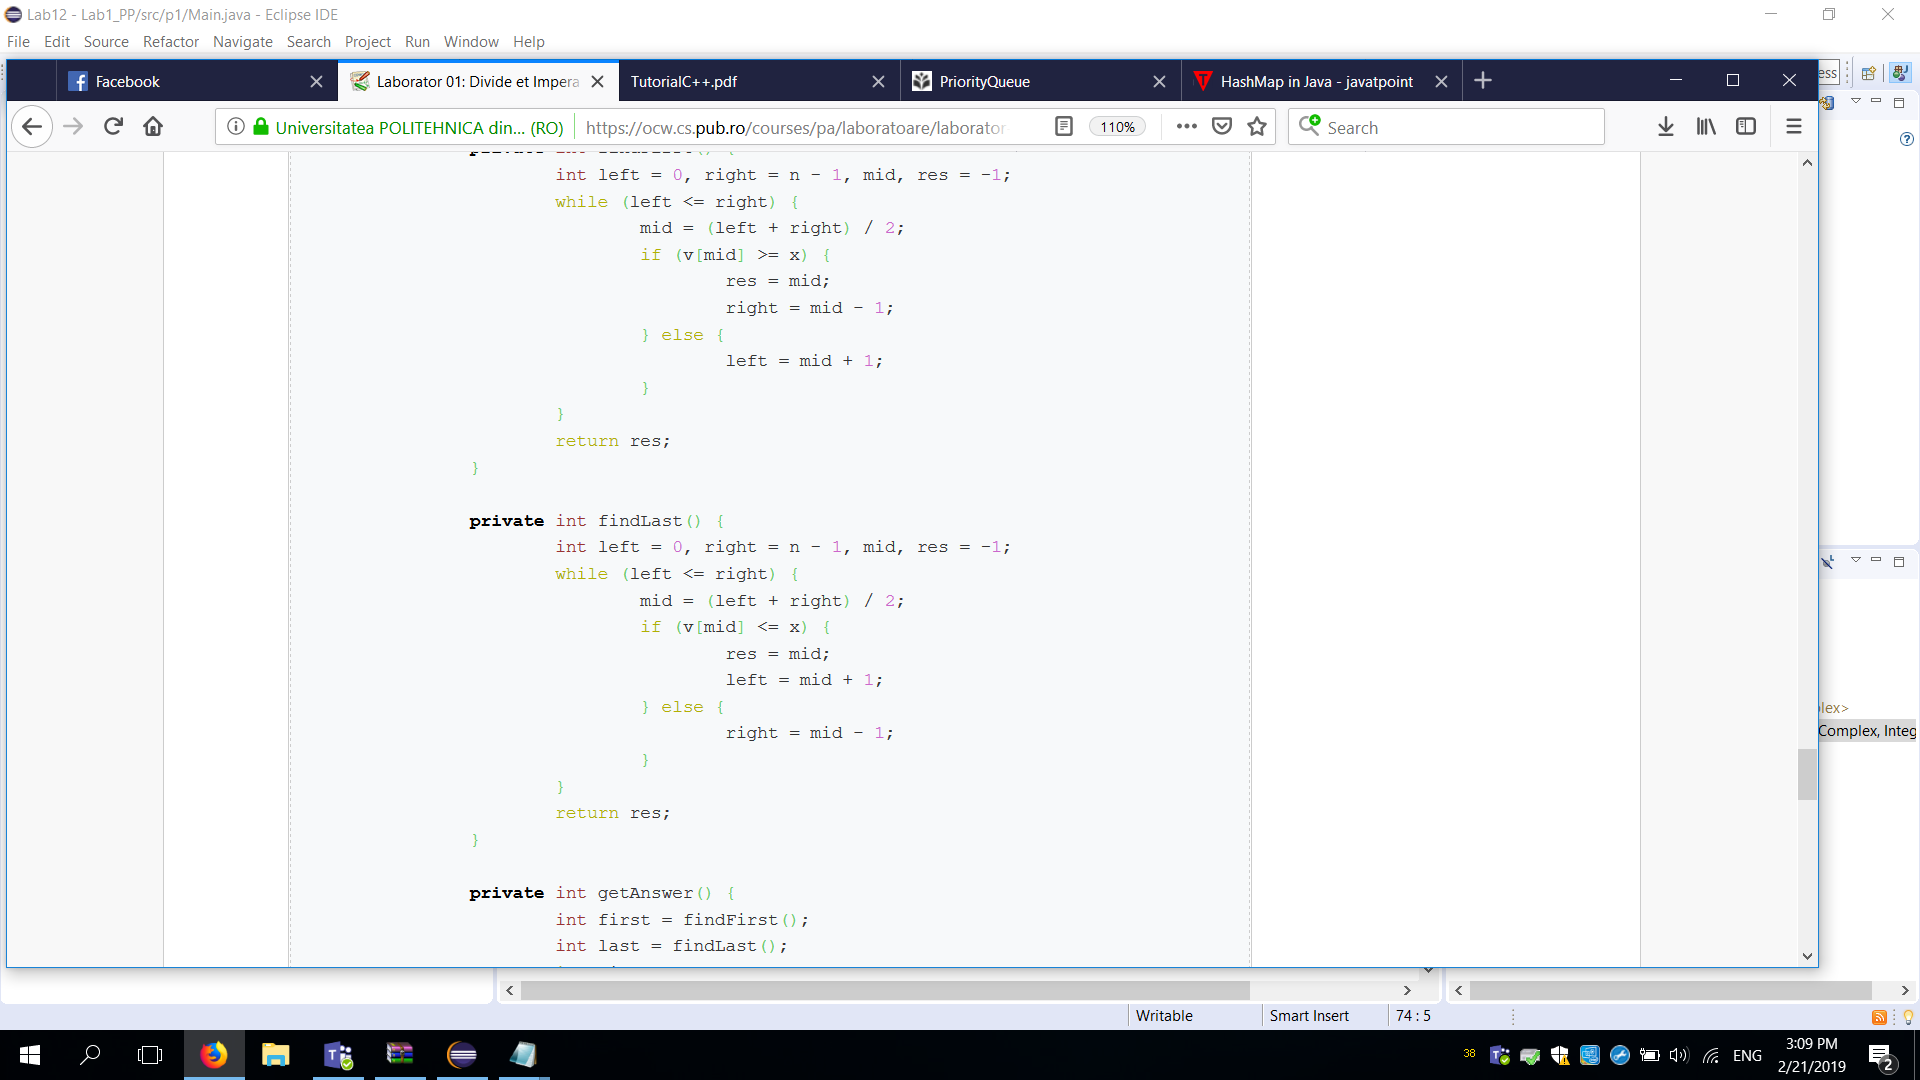 Lab12 - Lab1_PP/src/p1/Main.java - Eclipse IDE
File Edit Source Refactor Navigate Search Project Run Window Help
Facebook
Laborator 01: Divide et Impera
TutorialC++.pdf
PriorityQueue
HashMap in Java - javatpoint
ess
Universitatea POLITEHNICA din... (RO)
https://ocw.cs.pub.ro/courses/pa/laboratoare/laborator
110%
Search
int left = 0, right = n - 1, mid, res = -1;
while (left <= right) {
mid = (left + right) / 2;
if (v[mid] >= x) {
res = mid;
right = mid - 1;
} else {
left = mid + 1;
}
}
return res;
}
private int findLast() {
int left = 0, right = n - 1, mid, res = -1;
while (left <= right) {
mid = (left + right) / 2;
if (v[mid] <= x) {
res = mid;
left = mid + 1;
} else {
right = mid - 1;
}
}
return res;
}
private int getAnswer() {
int first = findFirst();
int last = findLast();
lex>
Complex, Integ
Writable
Smart Insert
74 : 5
38
ENG
3:09 PM
2/21/2019
2